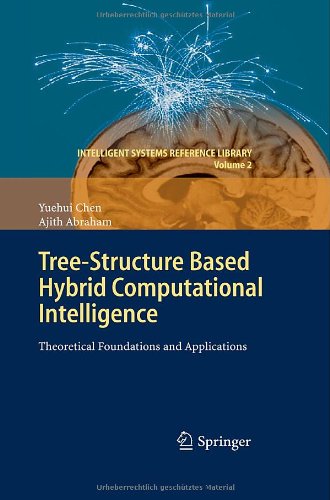 INTELLIGENT SYSTEMS REFERENCE LIBRARY
Volume 2
Yuehui Chen
Ajith Abraham
Tree-Structure Based
Hybrid Computational
Intelligence
Theoretical Foundations and Applications
Springer
Urheberrechtlich geschütztes Material
Urheberrechtlich geschütztes Material